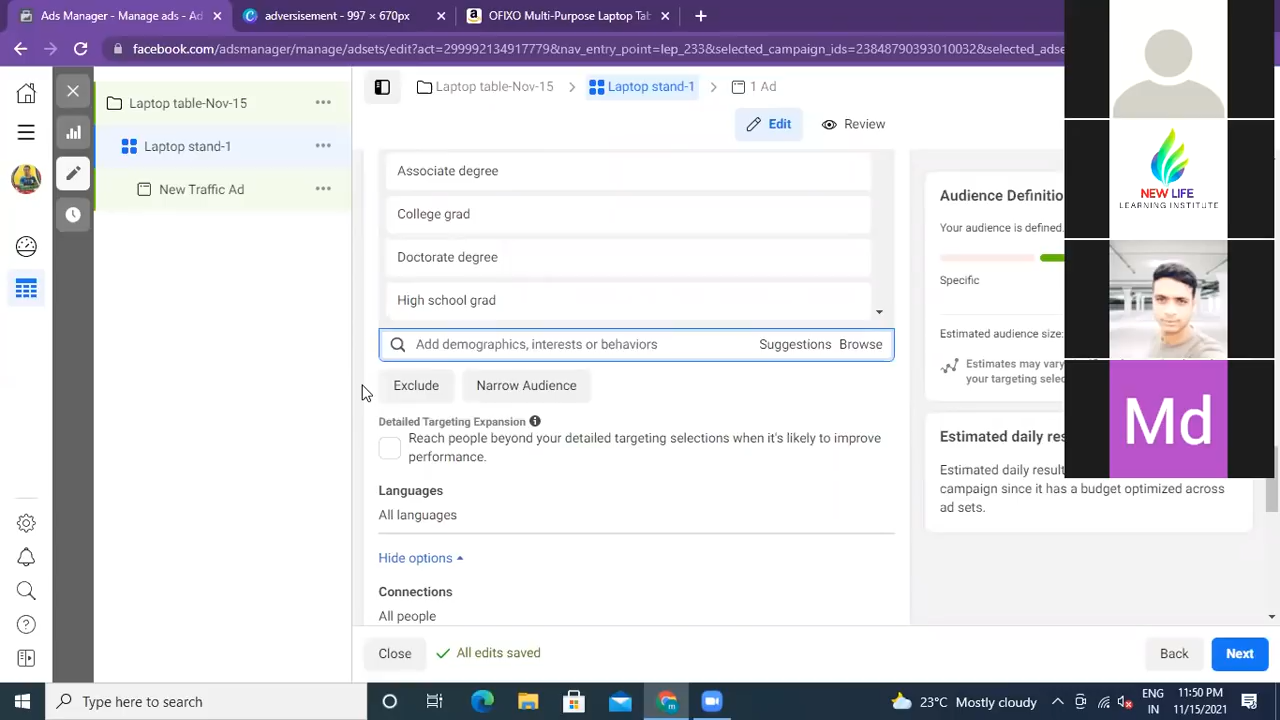 Ads Manager - Manage ads - Ad
advertisement - 997 × 670px
OFIXO Multi-Purpose Laptop Tab
facebook.com/adsmanager/manage/adsets/edit?act=299992134917779&nav_entry_point=lep_233&selected_campaign_ids=23848790393010032&selected_adse
Laptop table-Nov-15
Laptop stand-1
1 Ad
Laptop table-Nov-15
Laptop stand-1
New Traffic Ad
Edit
Review
Associate degree
College grad
Doctorate degree
High school grad
Add demographics, interests or behaviors
Suggestions
Browse
Exclude
Narrow Audience
Detailed Targeting Expansion
Reach people beyond your detailed targeting selections when it's likely to improve
performance.
Languages
All languages
Hide options
Connections
All people
Audience Definitio
Your audience is defined.
Specific
Estimated audience size:
Estimates may vary
your targeting selec
Estimated daily res
Estimated daily result
campaign since it has a budget optimized across
ad sets.
NEW LIFE
LEARNING INSTITUTE
Md
Close
All edits saved
Back
Next
Type here to search
23°C Mostly cloudy
ENG
IN
11:50 PM
11/15/2021